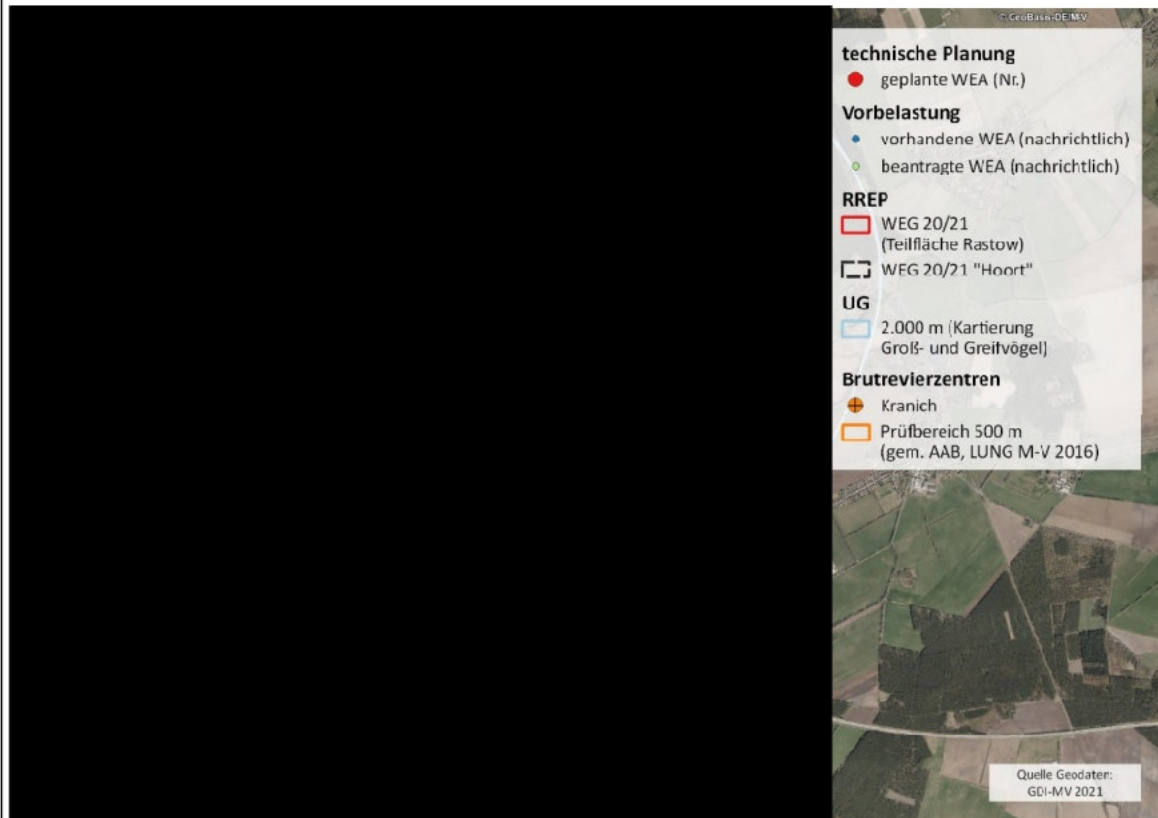 © GeoBasis-DE/M-V
technische Planung
geplante WEA (Nr.)
Vorbelastung
vorhandene WEA (nachrichtlich)
beantragte WEA (nachrichtlich)
RREP
WEG 20/21
(Teilfläche Rastow)
WEG 20/21 "Hoort"
UG
2.000 m (Kartierung
Groß- und Greifvögel)
Brutrevierzentren
Kranich
Prüfbereich 500 m
(gem. AAB, LUNG M-V 2016)
Quelle Geodaten:
GDI-MV 2021